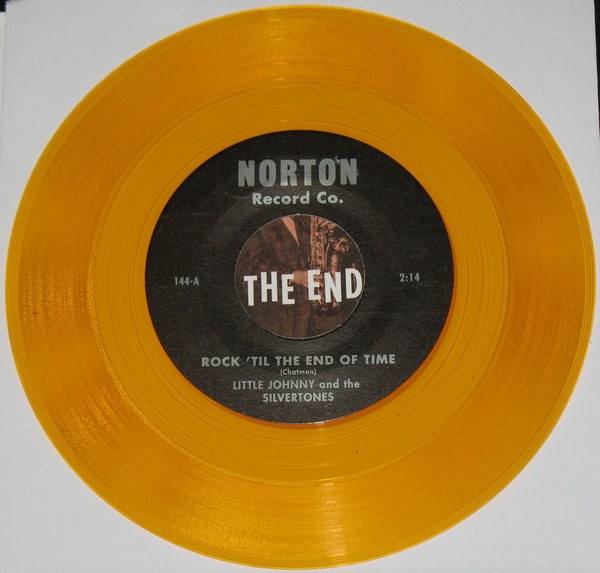 NORTON
Record Co.
144-A
2:14
THE END
ROCK 'TIL THE END OF TIME
(Chatman)
LITTLE JOHNNY and the
SILVERTONES